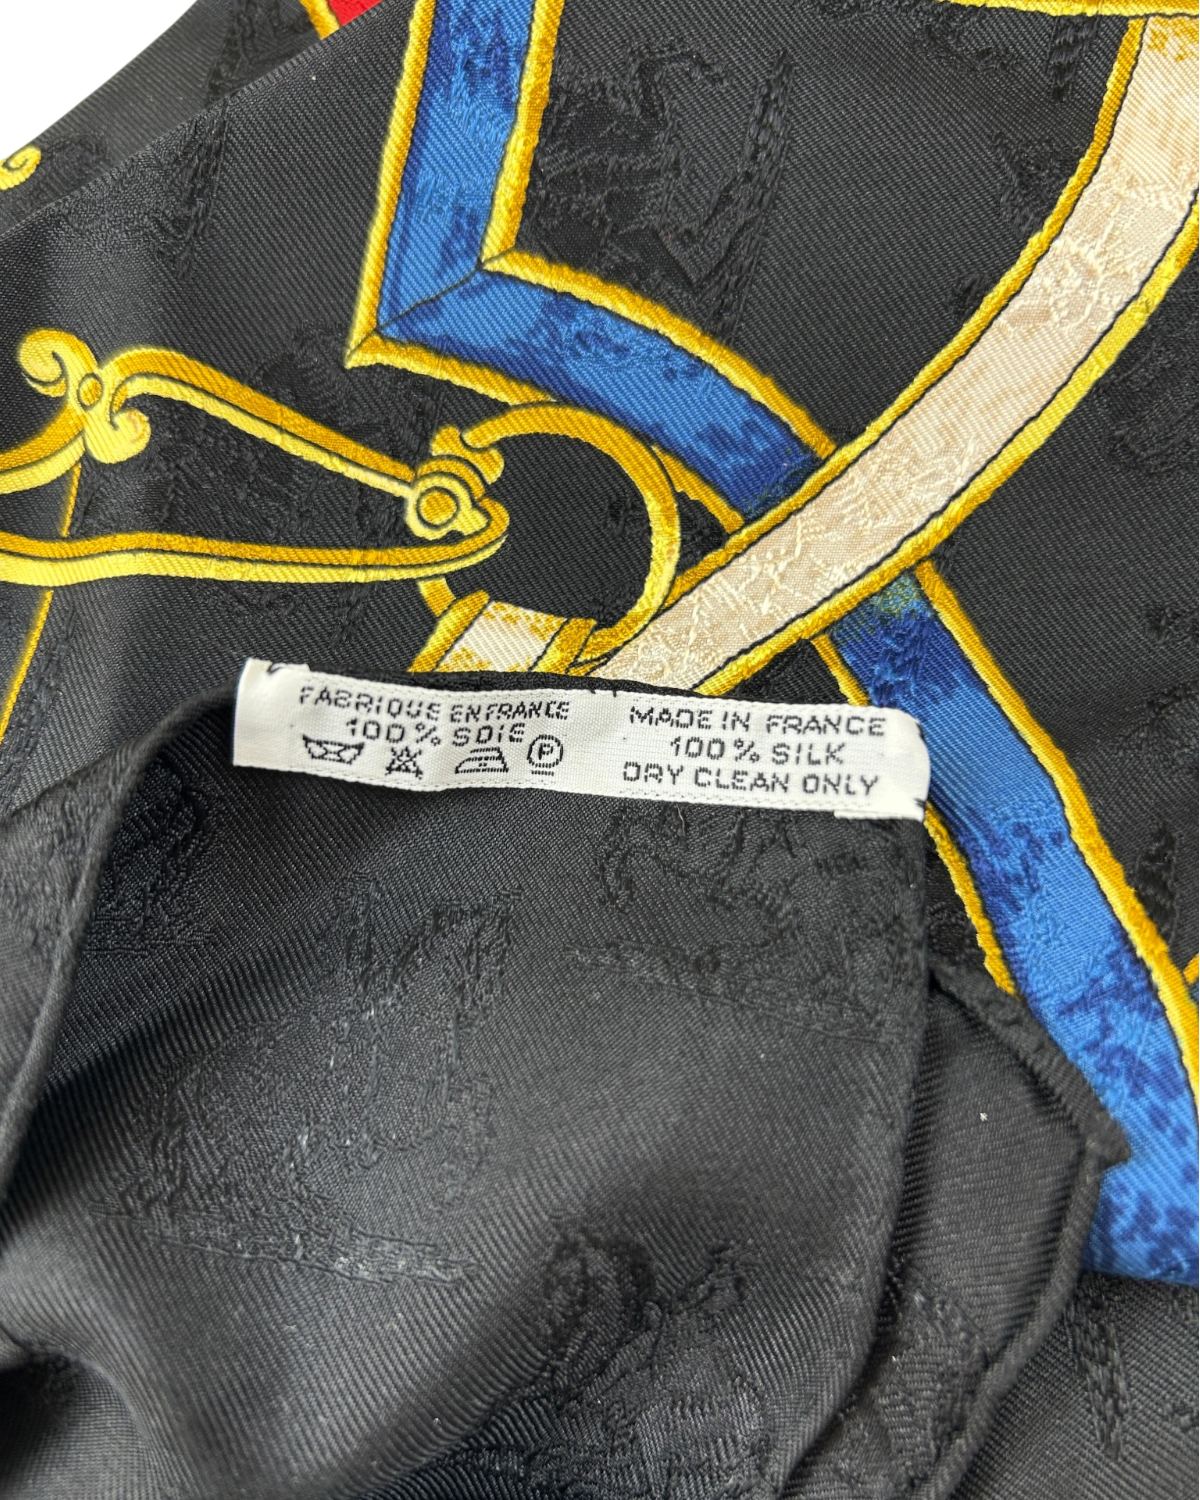 FABRIQUE EN FRANCE
100% SOIE
P
MADE IN FRANCE
100% SILK
DRY CLEAN ONLY